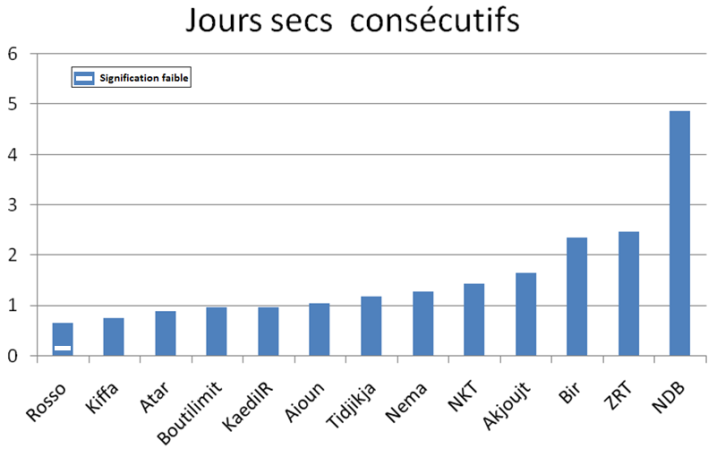 Jours secs consécutifs
6
Signification faible
5
4
3
2
1
0
Rosso
Kiffa
Atar
Boutilimit
KaedilR
Aioun
Tidjikja
Nema
NKT
Akjoujt
Bir
ZRT
NDB